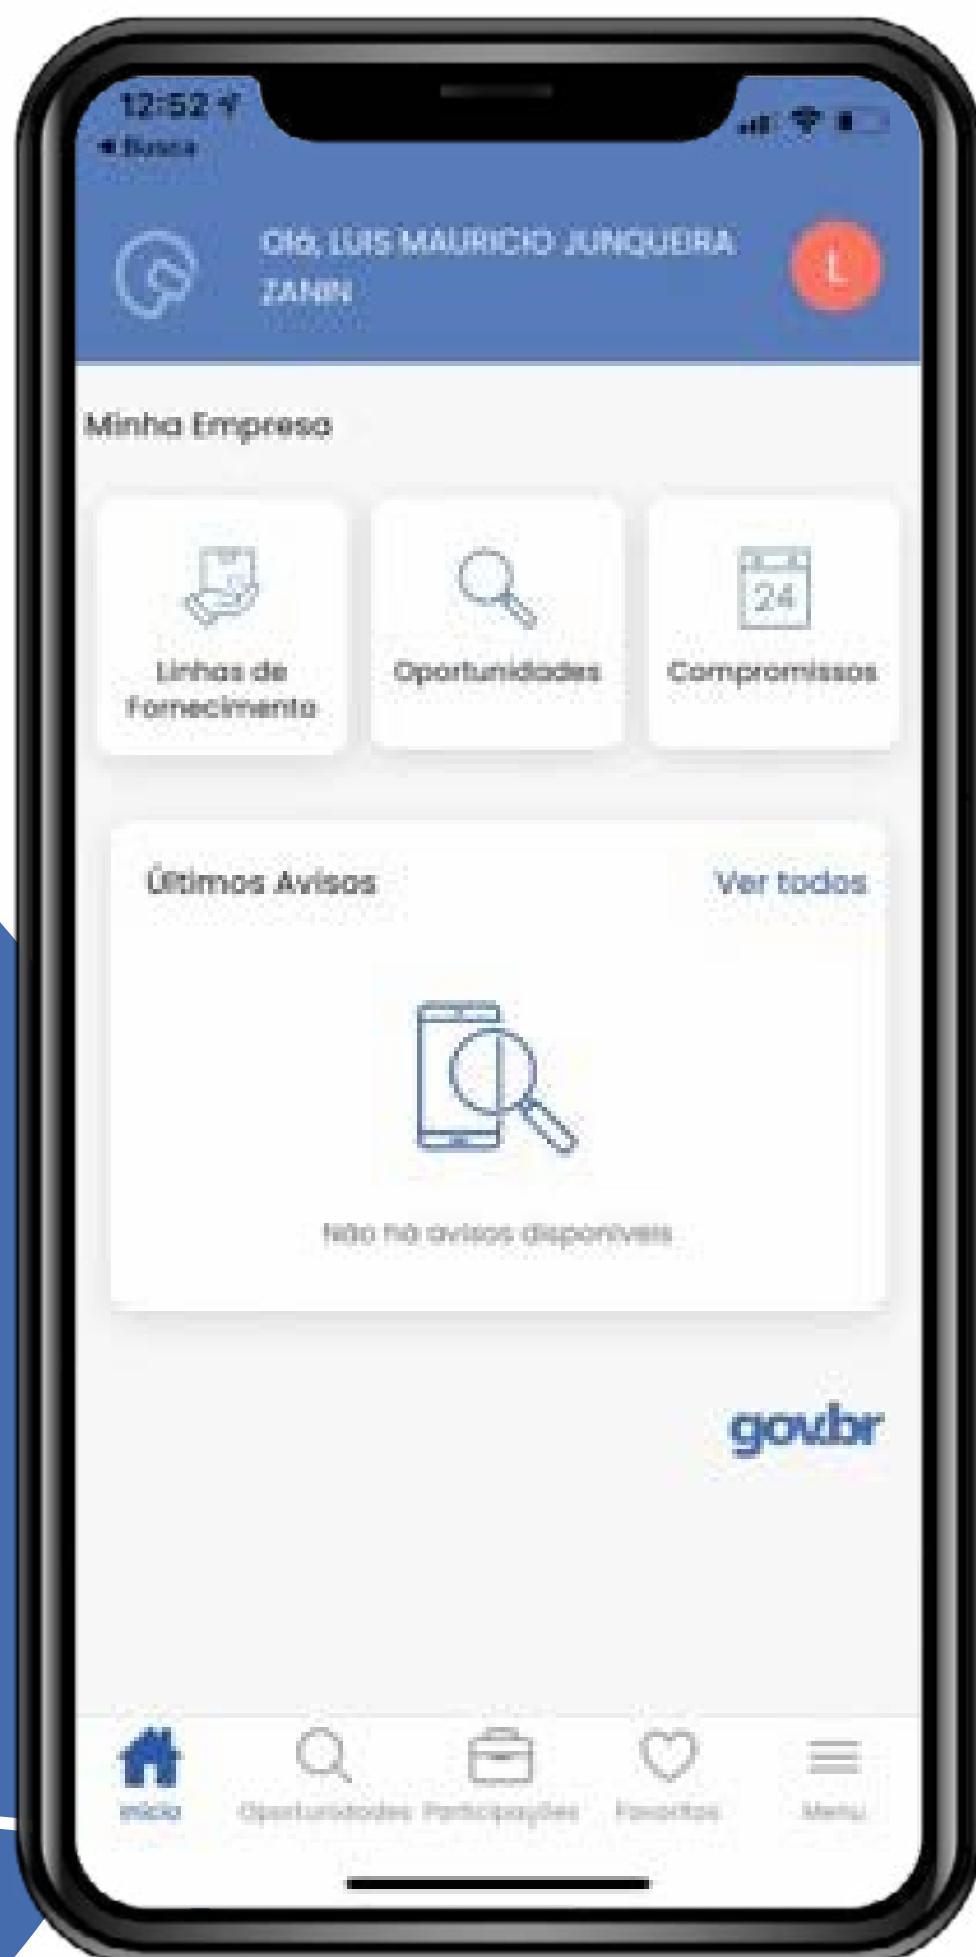 12:52
Busca
Olá, LUIS MAURICIO JUNQUEIRA
ZANIN
L
Minha Empresa
Linhas de
Fornecimento
Oportunidades
24
Compromissos
Últimos Avisos
Ver todos
Não há avisos disponíveis
gov.br
Início
Oportunidades
Participações
Favoritos
Menu